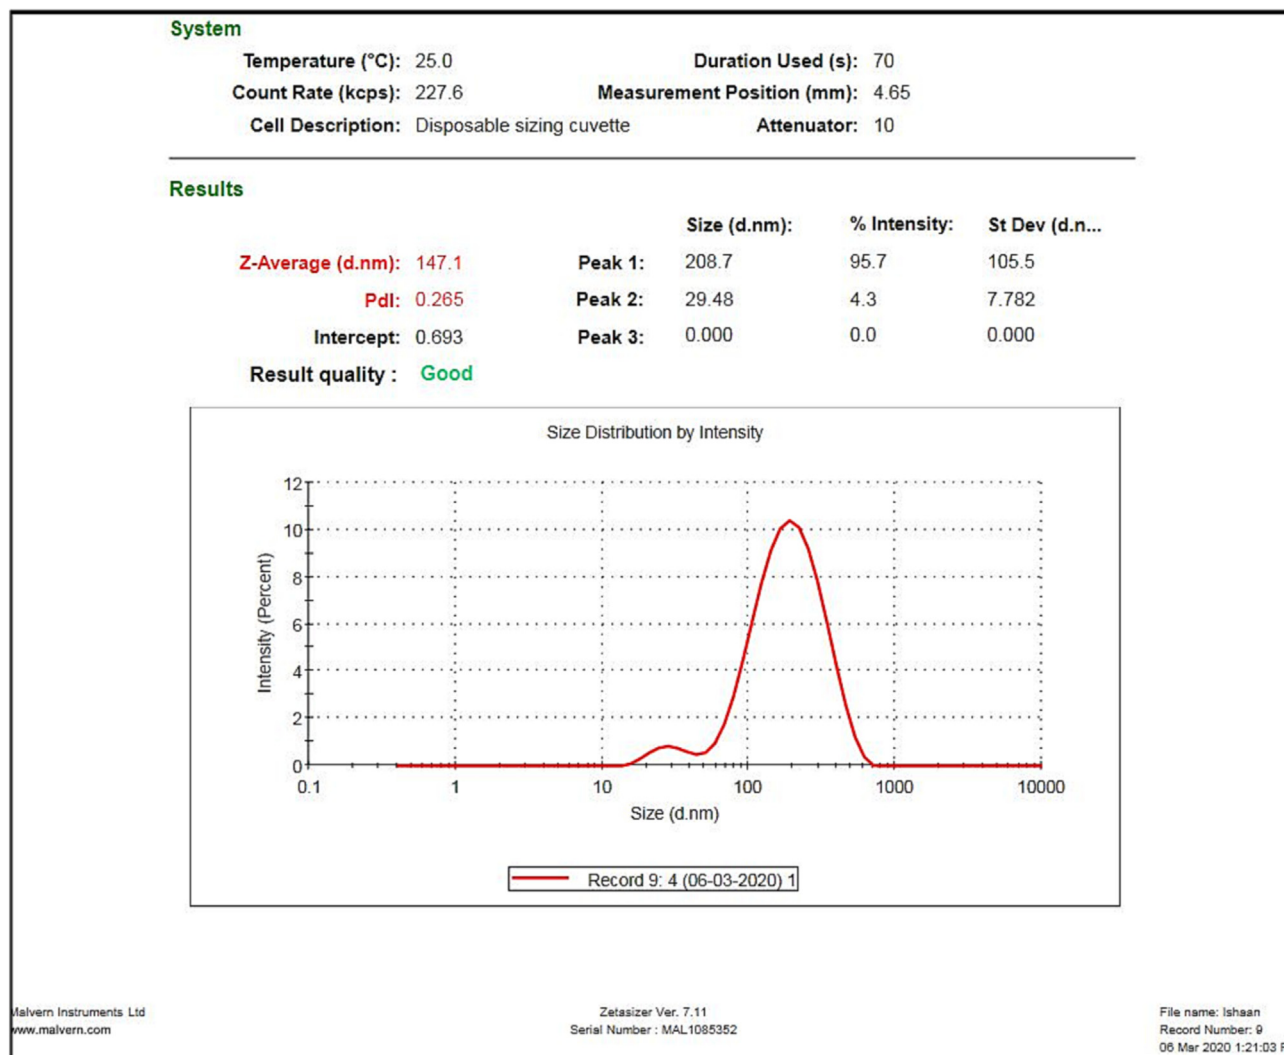 System
Temperature (°C): 25.0 Duration Used (s): 70
Count Rate (kcps): 227.6 Measurement Position (mm): 4.65
Cell Description: Disposable sizing cuvette Attenuator: 10
Results
Size (d.nm): % Intensity: St Dev (d.n...
Z-Average (d.nm): 147.1 Peak 1: 208.7 95.7 105.5
PdI: 0.265 Peak 2: 29.48 4.3 7.782
Intercept: 0.693 Peak 3: 0.000 0.0 0.000
Result quality : Good
Size Distribution by Intensity
12
10
8
6
4
2
0
Intensity (Percent)
0.1 1 10 100 1000 10000
Size (d.nm)
Record 9: 4 (06-03-2020) 1
Malvern Instruments Ltd Zetasizer Ver. 7.11 File name: Ishaan
www.malvern.com Serial Number : MAL1085352 Record Number: 9
06 Mar 2020 1:21:03 P